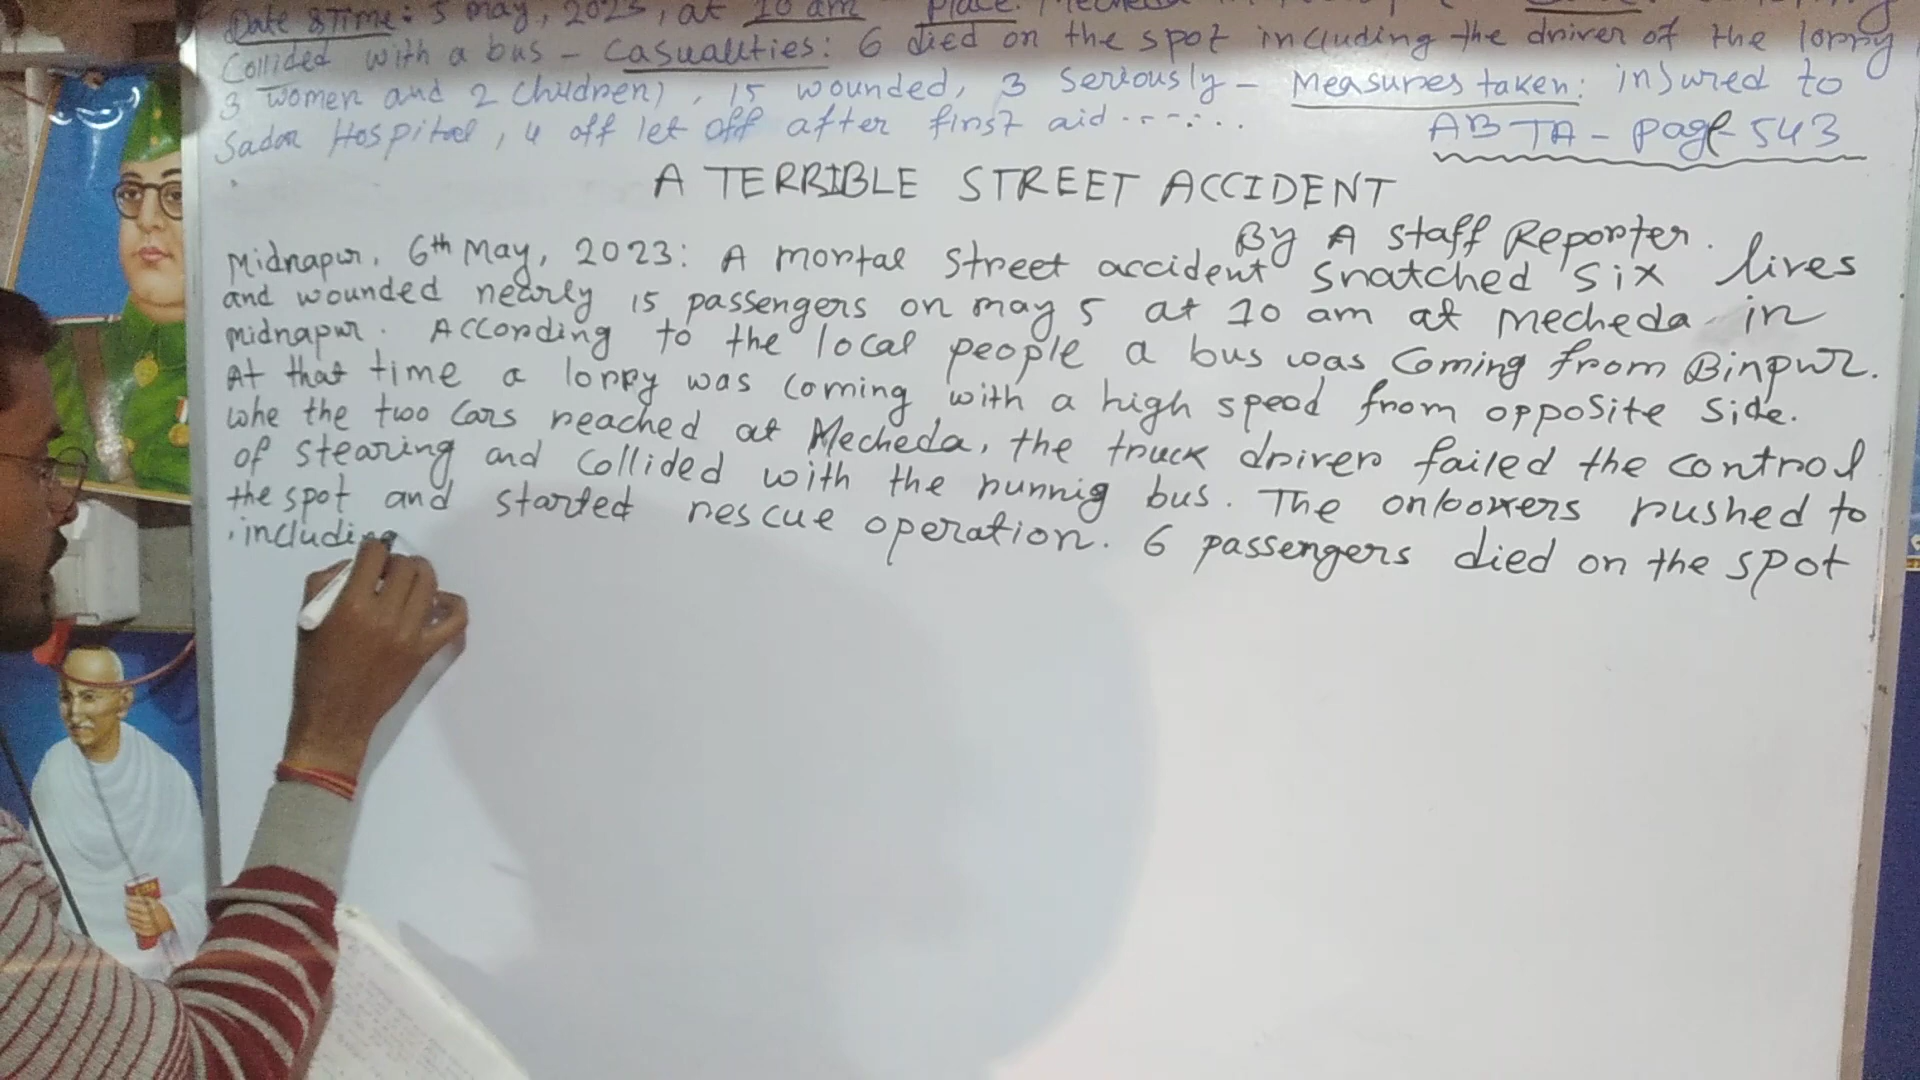 Date & Time: 5 may, 2023, at 10 am - Place: Mecheda in
Collided with a bus - Casualities: 6 died on the spot including the driver of the lorry,
3 women and 2 children), 15 wounded, 3 seriously - Measures taken: injured to
Sadar Hospital, 4 off let off after first aid
ABTA - page 543
A TERRIBLE STREET ACCIDENT
By A Staff Reporter.
Midnapur, 6th May, 2023: A mortal street accident snatched six lives
and wounded nearly 15 passengers on may 5 at 10 am at Mecheda in
midnapur. According to the local people a bus was coming from Binpur.
At that time a lorry was coming with a high speed from opposite side.
Whe the two cars reached at Mecheda, the truck driver failed the control
of stearing and collided with the runnig bus. The onlookers rushed to
the spot and started rescue operation. 6 passengers died on the spot
including